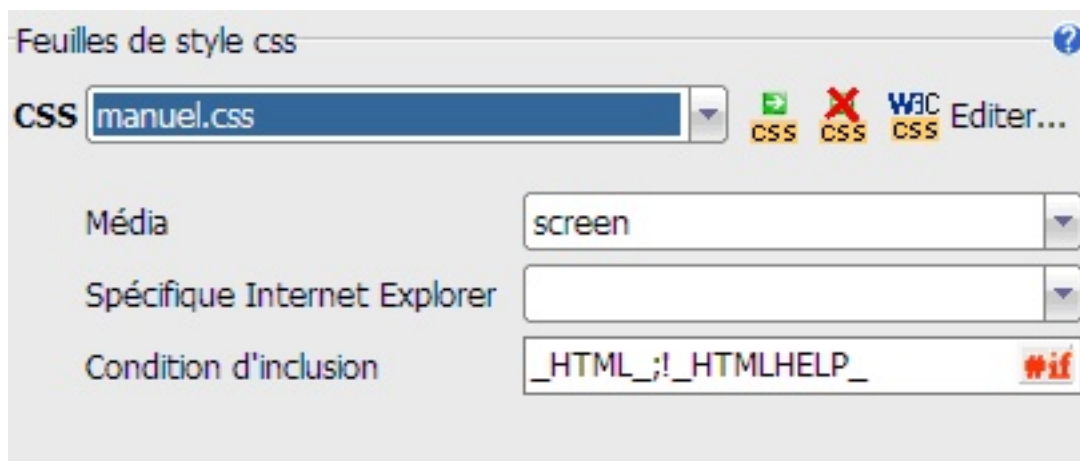 Feuilles de style css ?
CSS manuel.css css css W3C css Editer...
Média screen
Spécifique Internet Explorer
Condition d'inclusion _HTML_;!_HTMLHELP_ #if